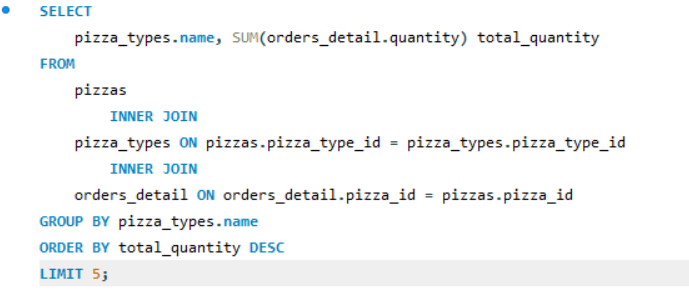 SELECT
pizza_types.name, SUM(orders_detail.quantity) total_quantity
FROM
pizzas
INNER JOIN
pizza_types ON pizzas.pizza_type_id = pizza_types.pizza_type_id
INNER JOIN
orders_detail ON orders_detail.pizza_id = pizzas.pizza_id
GROUP BY pizza_types.name
ORDER BY total_quantity DESC
LIMIT 5;